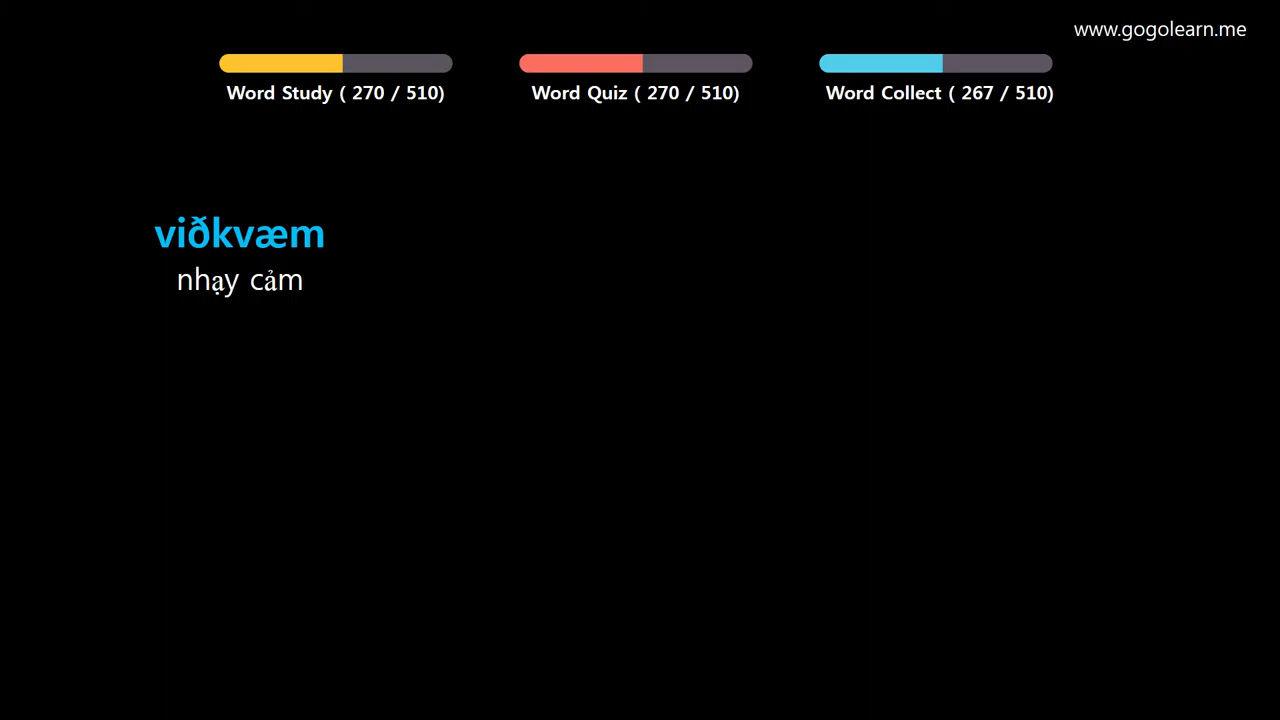 www.gogolearn.me
Word Study ( 270 / 510)
Word Quiz ( 270 / 510)
Word Collect ( 267 / 510)
viðkvæm
nhạy cảm